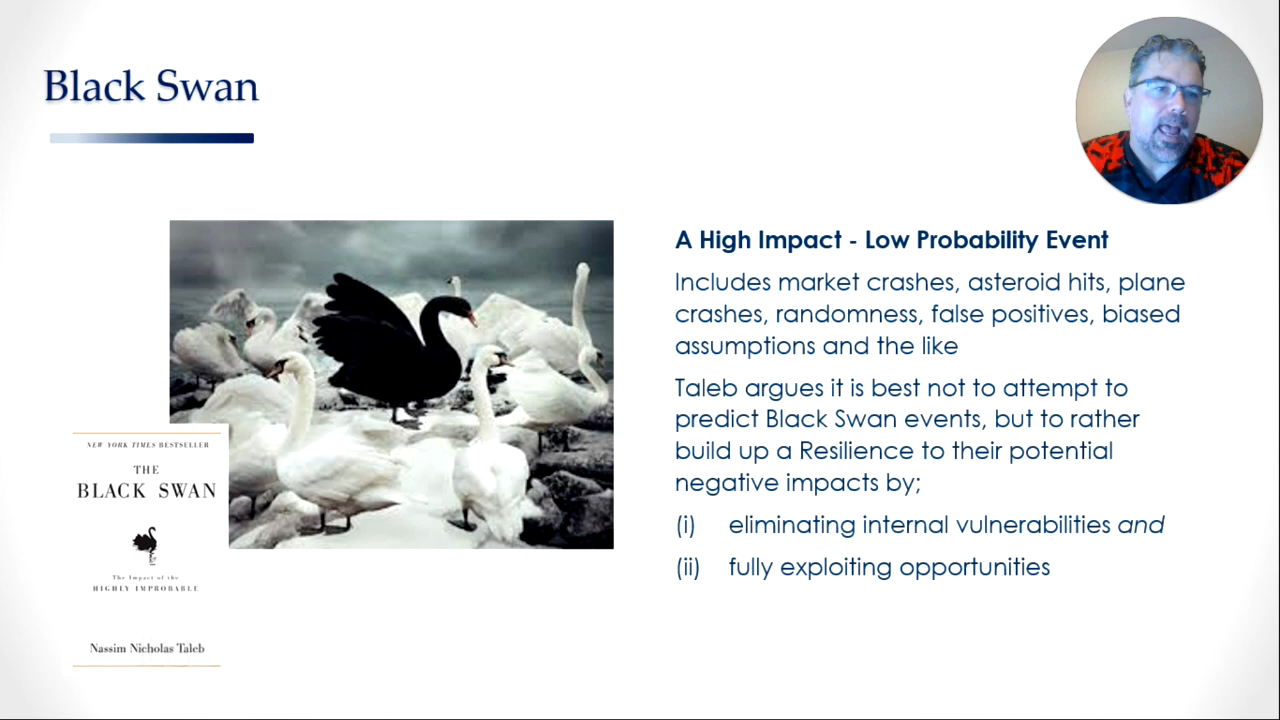 Black Swan
A High Impact - Low Probability Event
Includes market crashes, asteroid hits, plane
crashes, randomness, false positives, biased
assumptions and the like
Taleb argues it is best not to attempt to
predict Black Swan events, but to rather
build up a Resilience to their potential
negative impacts by;
(i) eliminating internal vulnerabilities and
(ii) fully exploiting opportunities
NEW YORK TIMES BESTSELLER
THE
BLACK SWAN
The Impact of the
HIGHLY IMPROBABLE
Nassim Nicholas Taleb